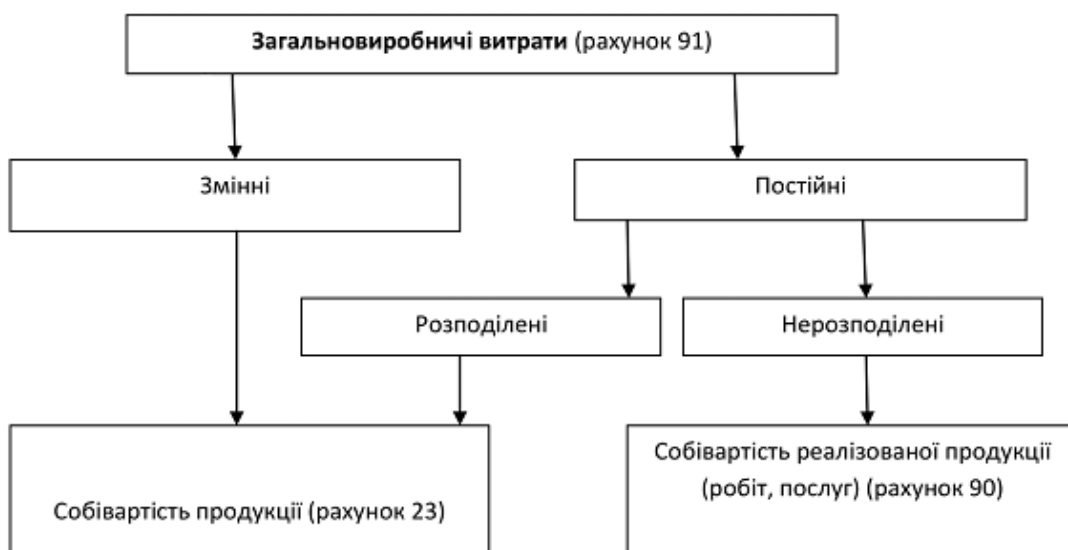 Загальновиробничі витрати (рахунок 91)
Змінні
Постійні
Розподілені
Нерозподілені
Собівартість продукції (рахунок 23)
Собівартість реалізованої продукції
(робіт, послуг) (рахунок 90)